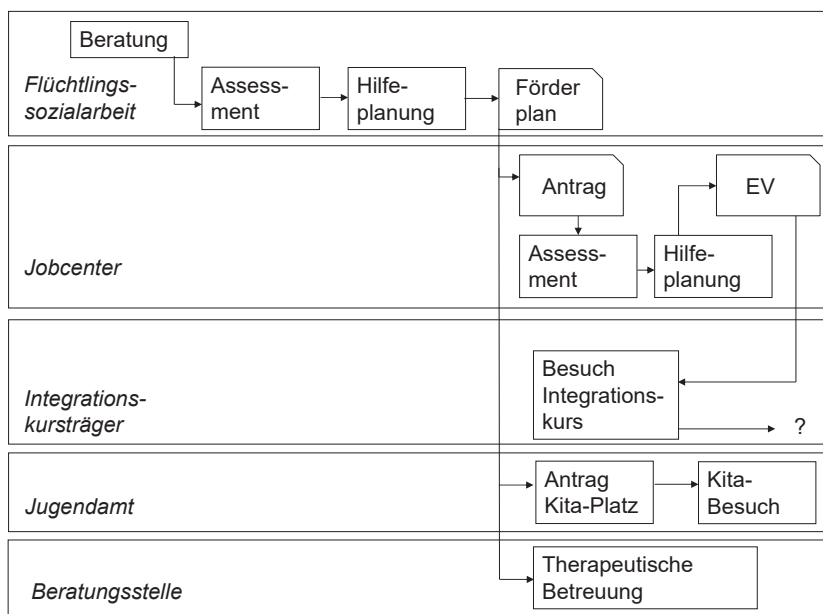 Beratung
Flüchtlings-
sozialarbeit
Assess-
ment
Hilfe-
planung
Förder
plan
Jobcenter
Antrag
EV
Assess-
ment
Hilfe-
planung
Integrations-
kursträger
Besuch
Integrations-
kurs
?
Jugendamt
Antrag
Kita-Platz
Kita-
Besuch
Beratungsstelle
Therapeutische
Betreuung